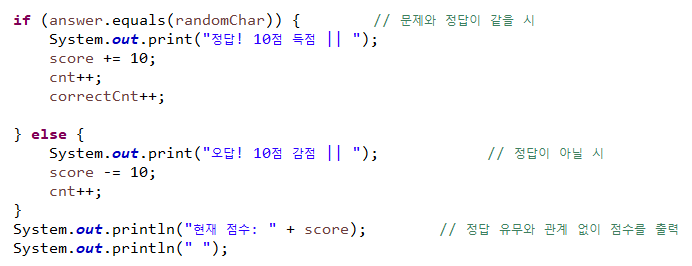 if (answer.equals(randomChar)) { // 문제와 정답이 같을 시
System.out.print("정답! 10점 득점 || ");
score += 10;
cnt++;
correctCnt++;
} else {
System.out.print("오답! 10점 감점 || "); // 정답이 아닐 시
score -= 10;
cnt++;
}
System.out.println("현재 점수: " + score); // 정답 유무와 관계 없이 점수를 출력
System.out.println(" ");